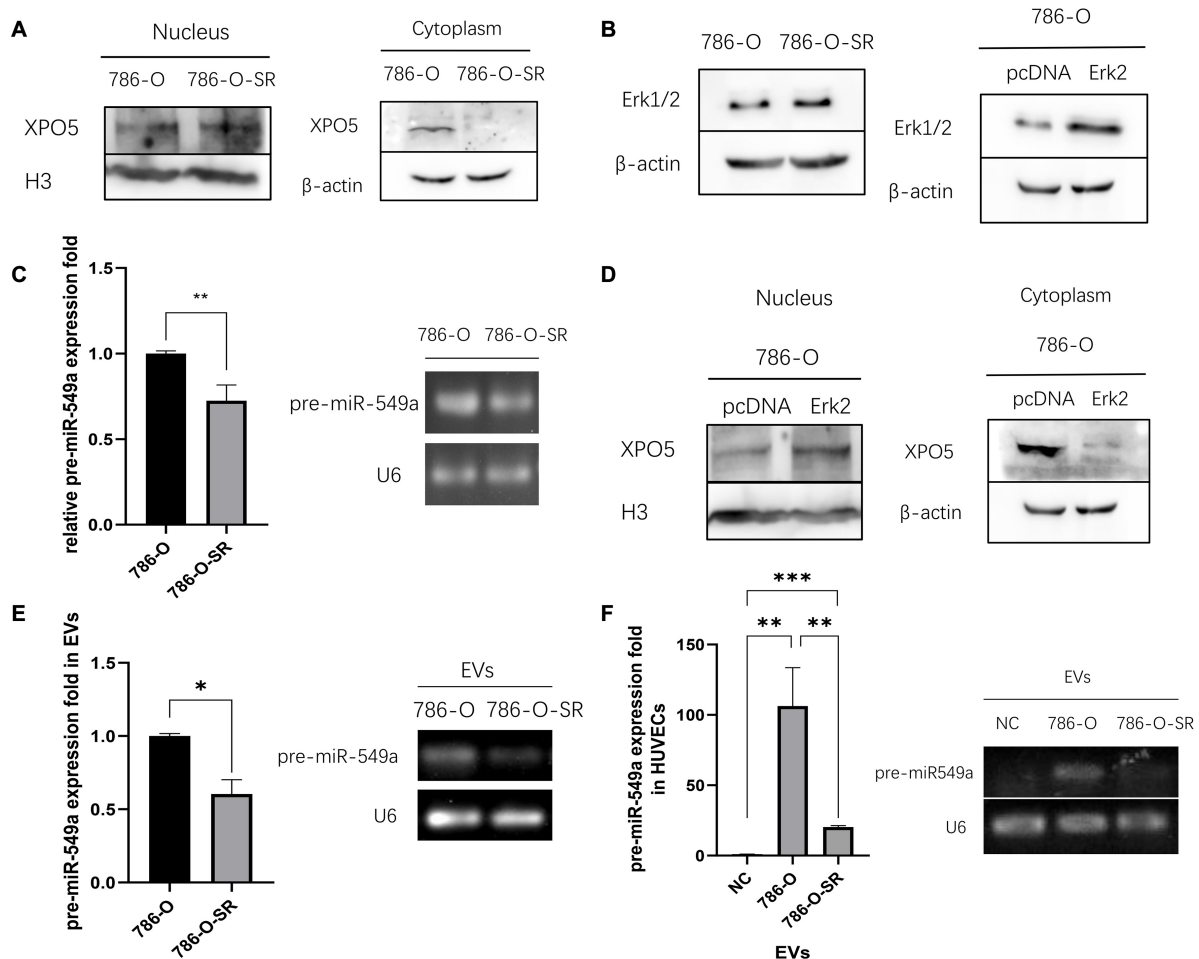 A
Nucleus
786-O 786-O-SR
XPO5
H3
Cytoplasm
786-O 786-O-SR
XPO5
β-actin
B
786-O 786-O-SR
Erk1/2
β-actin
786-O
pcDNA Erk2
Erk1/2
β-actin
C
relative pre-miR-549a expression fold
1.5
1.0
0.5
0.0
**
786-O
786-O-SR
786-O 786-O-SR
pre-miR-549a
U6
D
Nucleus
786-O
pcDNA Erk2
XPO5
H3
Cytoplasm
786-O
pcDNA Erk2
XPO5
β-actin
E
pre-miR-549a expression fold in EVs
1.5
1.0
0.5
0.0
*
786-O
786-O-SR
EVs
786-O 786-O-SR
pre-miR-549a
U6
F
pre-miR-549a expression fold
in HUVECs
150
100
50
0
***
** **
NC
786-O
786-O-SR
EVs
EVs
NC 786-O 786-O-SR
pre-miR549a
U6